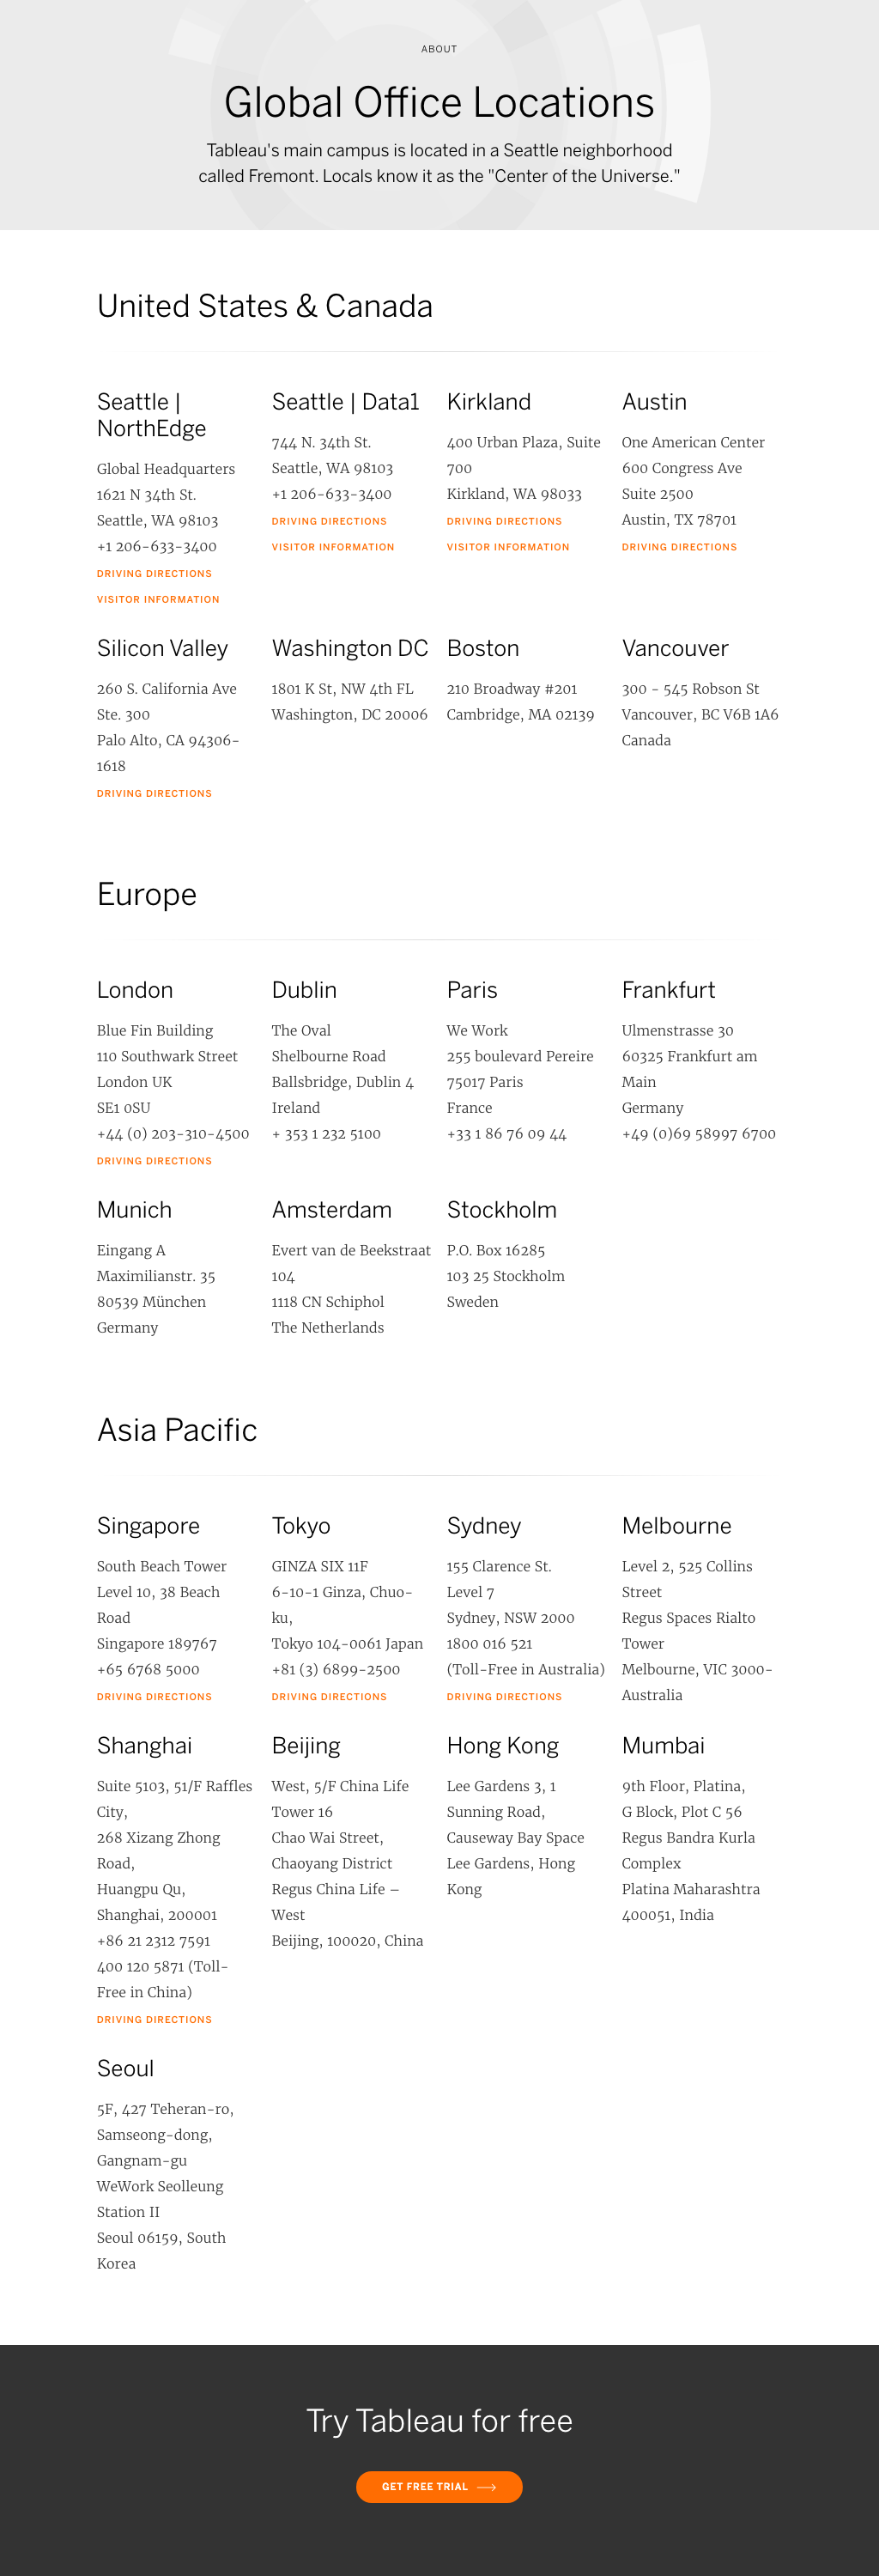 ABOUT
Global Office Locations
Tableau's main campus is located in a Seattle neighborhood
called Fremont. Locals know it as the "Center of the Universe."
United States & Canada
Seattle |
NorthEdge
Global Headquarters
1621 N 34th St.
Seattle, WA 98103
+1 206-633-3400
DRIVING DIRECTIONS
VISITOR INFORMATION
Seattle | Data1
744 N. 34th St.
Seattle, WA 98103
+1 206-633-3400
DRIVING DIRECTIONS
VISITOR INFORMATION
Kirkland
400 Urban Plaza, Suite
700
Kirkland, WA 98033
DRIVING DIRECTIONS
VISITOR INFORMATION
Austin
One American Center
600 Congress Ave
Suite 2500
Austin, TX 78701
DRIVING DIRECTIONS
Silicon Valley
260 S. California Ave
Ste. 300
Palo Alto, CA 94306-
1618
DRIVING DIRECTIONS
Washington DC
1801 K St, NW 4th FL
Washington, DC 20006
Boston
210 Broadway #201
Cambridge, MA 02139
Vancouver
300 - 545 Robson St
Vancouver, BC V6B 1A6
Canada
Europe
London
Blue Fin Building
110 Southwark Street
London UK
SE1 0SU
+44 (0) 203-310-4500
DRIVING DIRECTIONS
Dublin
The Oval
Shelbourne Road
Ballsbridge, Dublin 4
Ireland
+ 353 1 232 5100
Paris
We Work
255 boulevard Pereire
75017 Paris
France
+33 1 86 76 09 44
Frankfurt
Ulmenstrasse 30
60325 Frankfurt am
Main
Germany
+49 (0)69 58997 6700
Munich
Eingang A
Maximilianstr. 35
80539 München
Germany
Amsterdam
Evert van de Beekstraat
104
1118 CN Schiphol
The Netherlands
Stockholm
P.O. Box 16285
103 25 Stockholm
Sweden
Asia Pacific
Singapore
South Beach Tower
Level 10, 38 Beach
Road
Singapore 189767
+65 6768 5000
DRIVING DIRECTIONS
Tokyo
GINZA SIX 11F
6-10-1 Ginza, Chuo-
ku,
Tokyo 104-0061 Japan
+81 (3) 6899-2500
DRIVING DIRECTIONS
Sydney
155 Clarence St.
Level 7
Sydney, NSW 2000
1800 016 521
(Toll-Free in Australia)
DRIVING DIRECTIONS
Melbourne
Level 2, 525 Collins
Street
Regus Spaces Rialto
Tower
Melbourne, VIC 3000-
Australia
Shanghai
Suite 5103, 51/F Raffles
City,
268 Xizang Zhong
Road,
Huangpu Qu,
Shanghai, 200001
+86 21 2312 7591
400 120 5871 (Toll-
Free in China)
DRIVING DIRECTIONS
Beijing
West, 5/F China Life
Tower 16
Chao Wai Street,
Chaoyang District
Regus China Life –
West
Beijing, 100020, China
Hong Kong
Lee Gardens 3, 1
Sunning Road,
Causeway Bay Space
Lee Gardens, Hong
Kong
Mumbai
9th Floor, Platina,
G Block, Plot C 56
Regus Bandra Kurla
Complex
Platina Maharashtra
400051, India
Seoul
5F, 427 Teheran-ro,
Samseong-dong,
Gangnam-gu
WeWork Seolleung
Station II
Seoul 06159, South
Korea
Try Tableau for free
GET FREE TRIAL